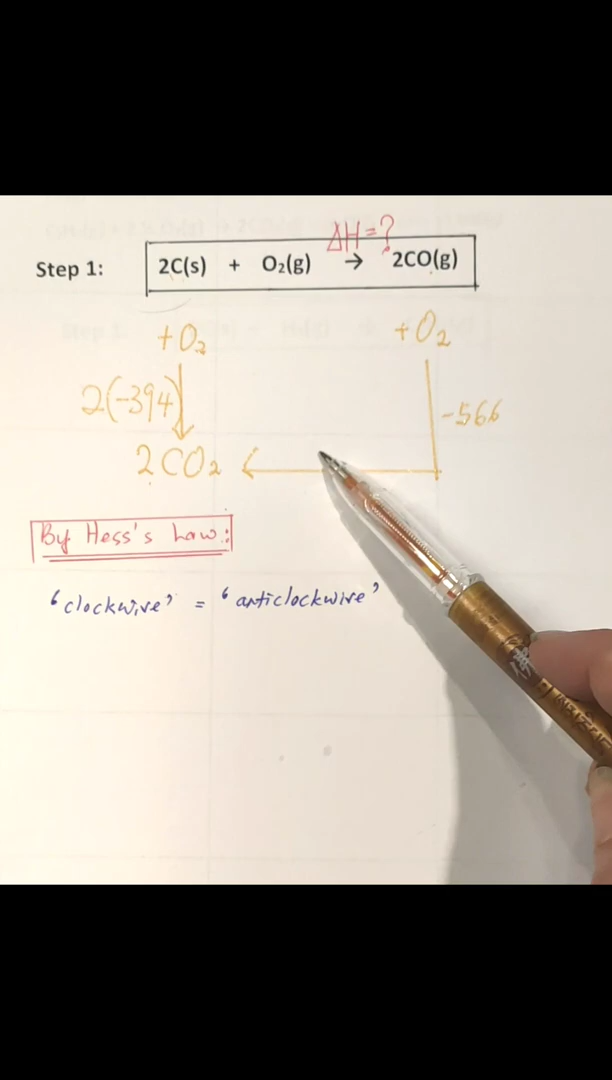 ΔH = ?
Step 1: 2C(s) + O₂(g) → 2CO(g)
+O₂ +O₂
2(-394) -566
2CO₂
By Hess's Law:
'clockwise' = 'anticlockwise'